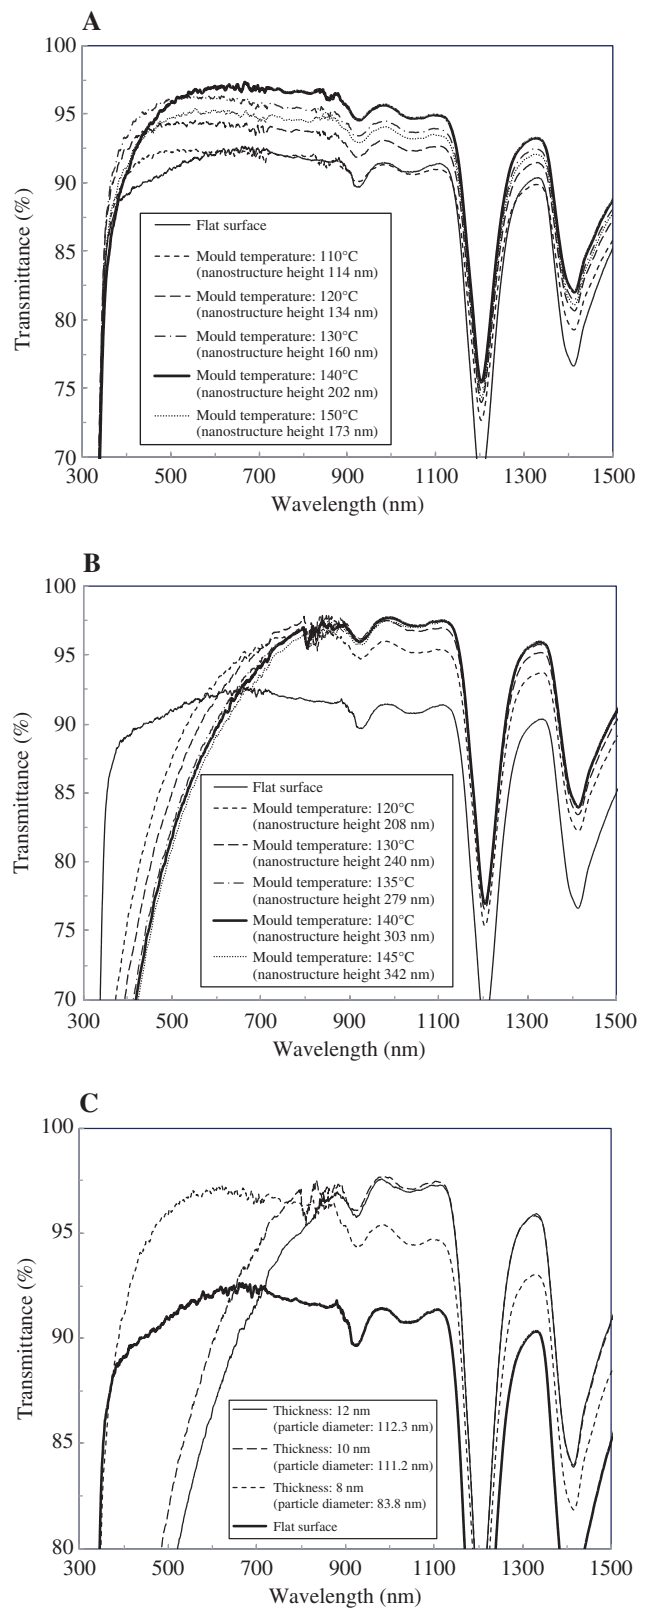 A
100
95
90
85
80
75
70
Transmittance (%)
Flat surface
Mould temperature: 110°C
(nanostructure height 114 nm)
Mould temperature: 120°C
(nanostructure height 134 nm)
Mould temperature: 130°C
(nanostructure height 160 nm)
Mould temperature: 140°C
(nanostructure height 202 nm)
Mould temperature: 150°C
(nanostructure height 173 nm)
300 500 700 900 1100 1300 1500
Wavelength (nm)
B
100
95
90
85
80
75
70
Transmittance (%)
Flat surface
Mould temperature: 120°C
(nanostructure height 208 nm)
Mould temperature: 130°C
(nanostructure height 240 nm)
Mould temperature: 135°C
(nanostructure height 279 nm)
Mould temperature: 140°C
(nanostructure height 303 nm)
Mould temperature: 145°C
(nanostructure height 342 nm)
300 500 700 900 1100 1300 1500
Wavelength (nm)
C
100
95
90
85
80
Transmittance (%)
Thickness: 12 nm
(particle diameter: 112.3 nm)
Thickness: 10 nm
(particle diameter: 111.2 nm)
Thickness: 8 nm
(particle diameter: 83.8 nm)
Flat surface
300 500 700 900 1100 1300 1500
Wavelength (nm)